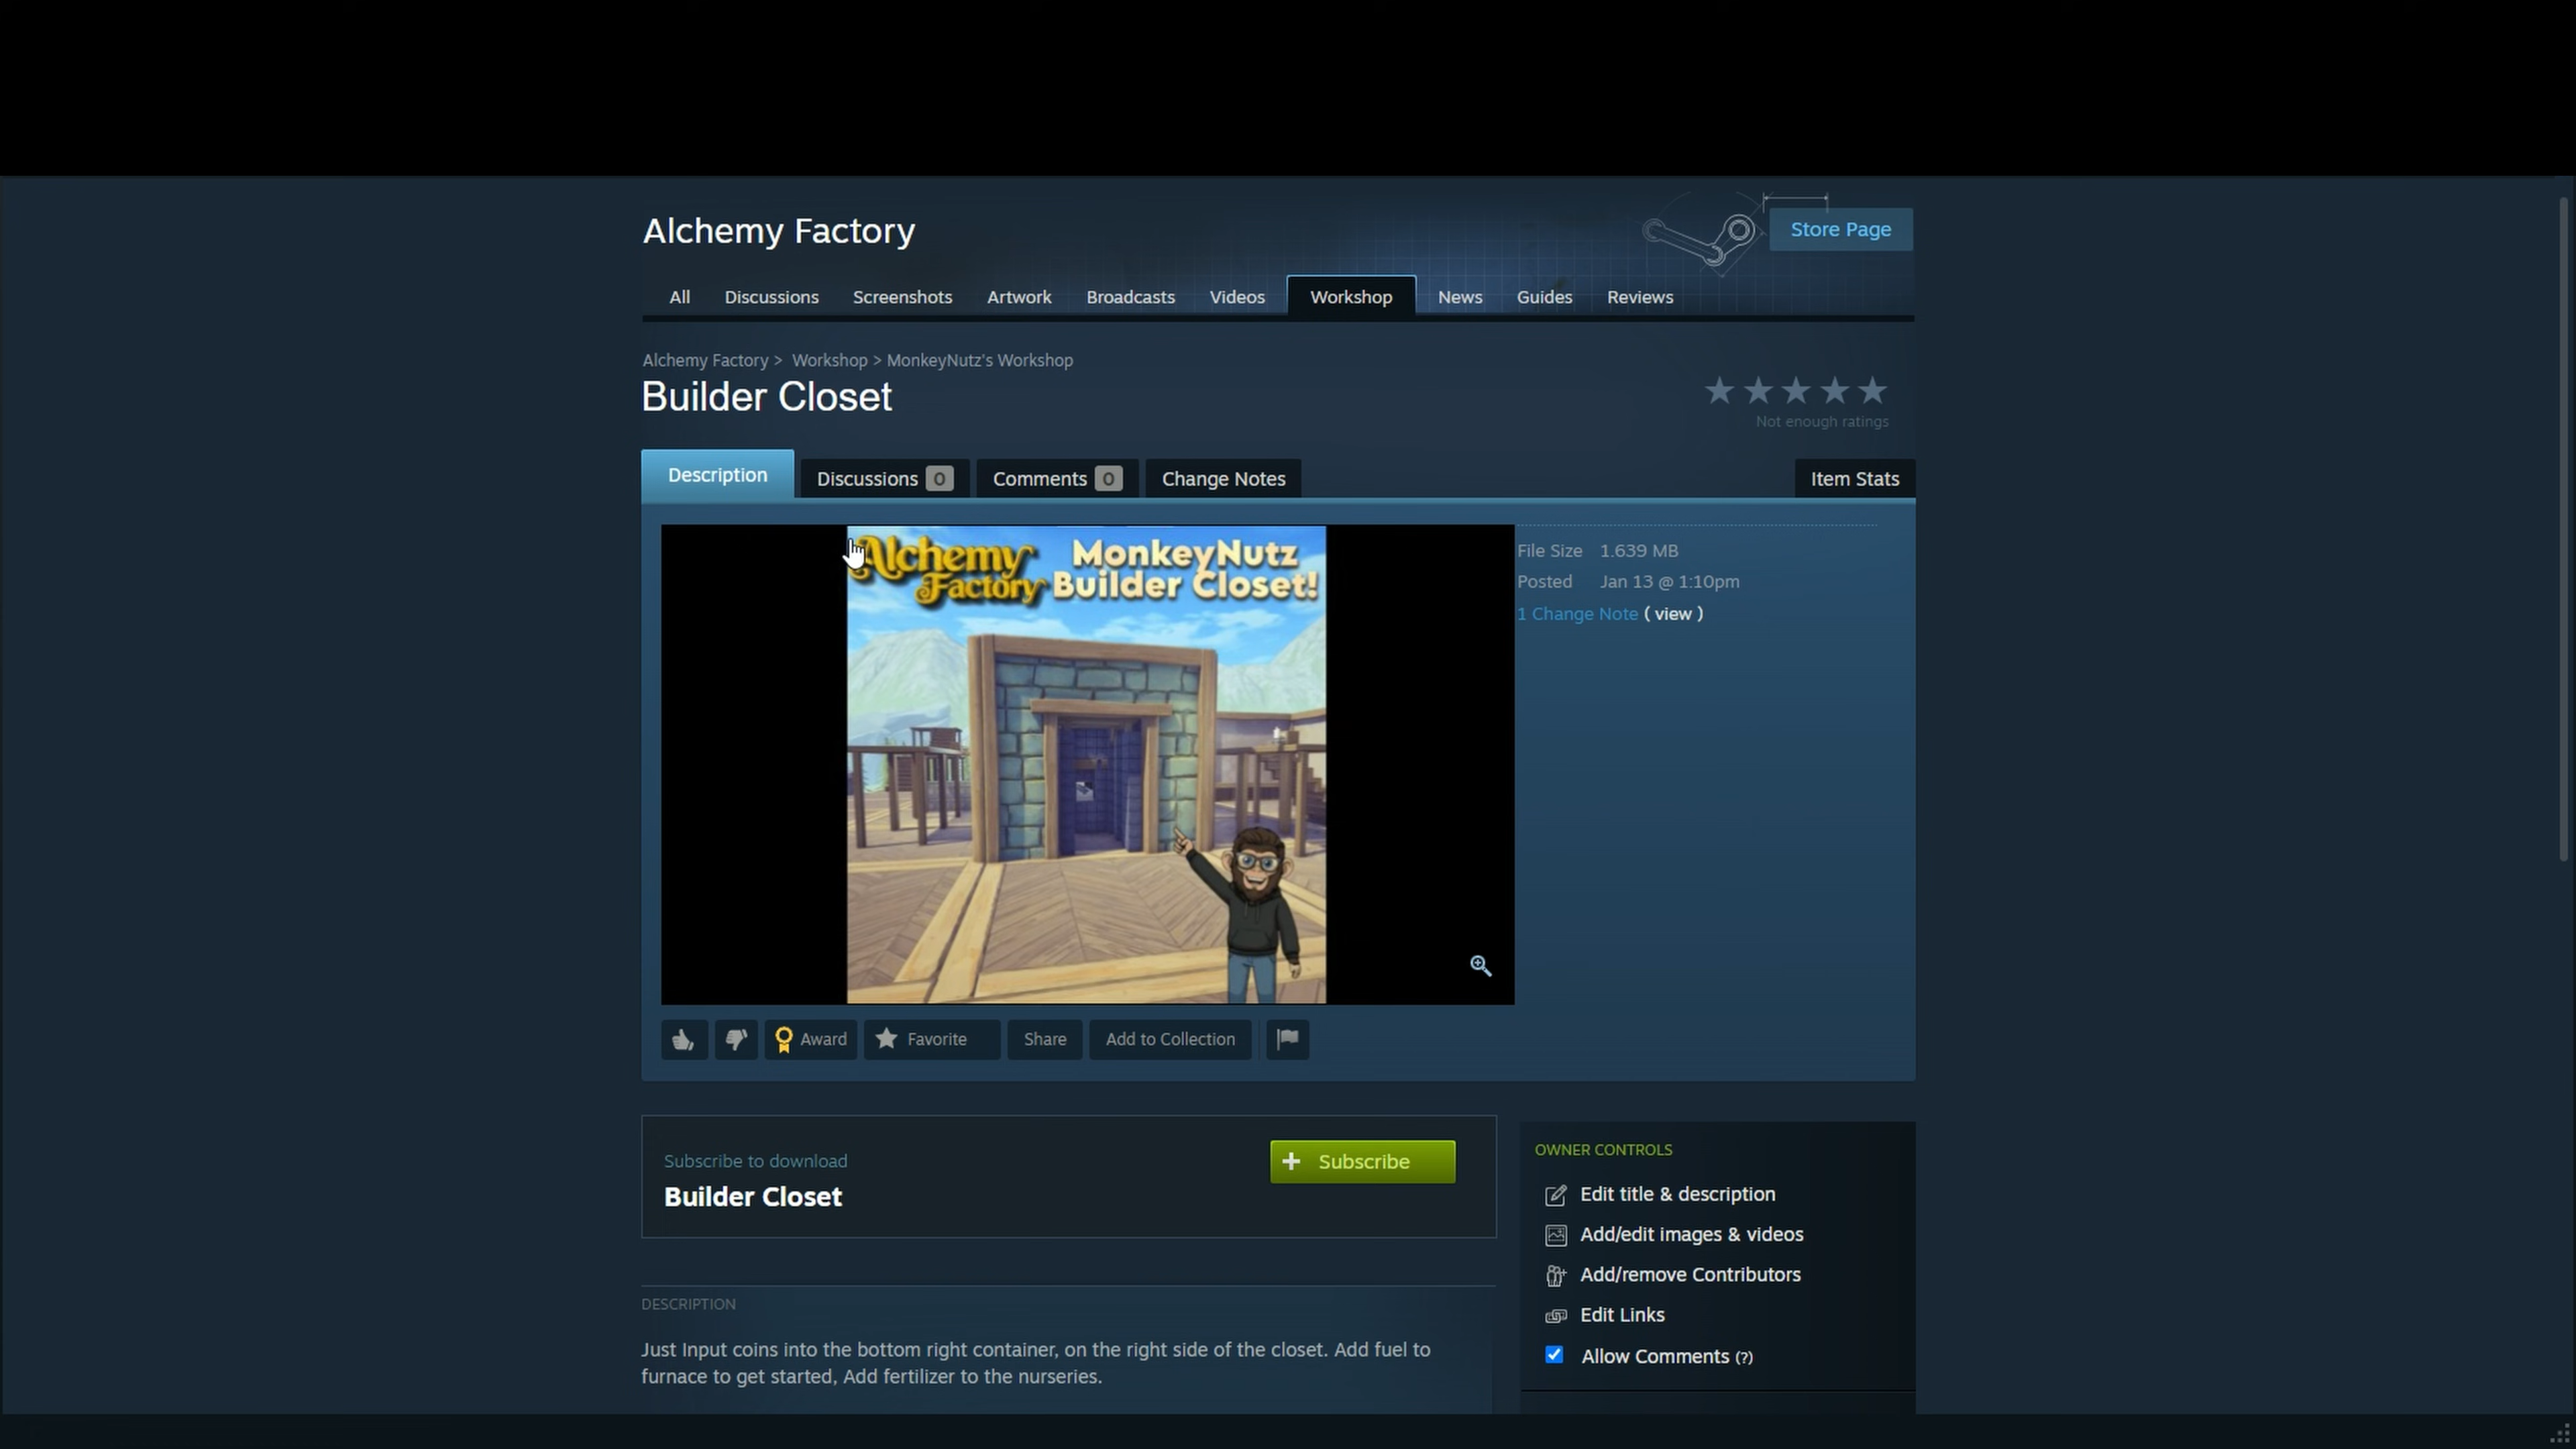 Alchemy Factory
Store Page
All Discussions Screenshots Artwork Broadcasts Videos Workshop News Guides Reviews
Alchemy Factory > Workshop > MonkeyNutz's Workshop
Builder Closet
Not enough ratings
Description Discussions 0 Comments 0 Change Notes Item Stats
Alchemy Factory
MonkeyNutz
Builder Closet!
File Size 1.639 MB
Posted Jan 13 @ 1:10pm
1 Change Note ( view )
Award Favorite Share Add to Collection
Subscribe to download
Builder Closet
Subscribe
DESCRIPTION
Just Input coins into the bottom right container, on the right side of the closet. Add fuel to
furnace to get started, Add fertilizer to the nurseries.
OWNER CONTROLS
Edit title & description
Add/edit images & videos
Add/remove Contributors
Edit Links
Allow Comments (?)